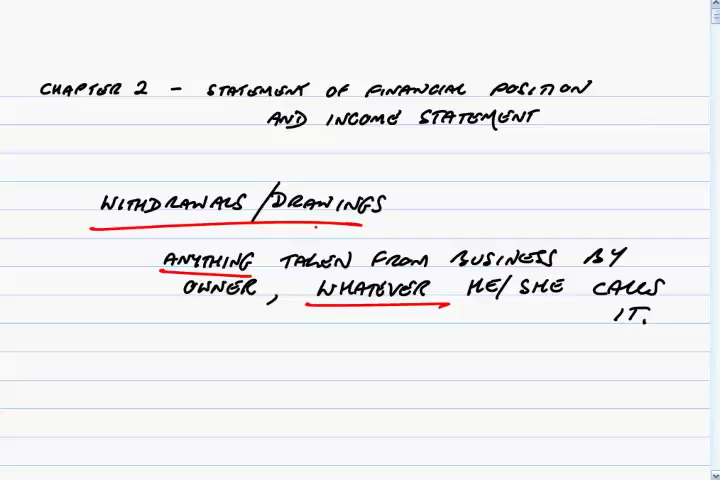 CHAPTER 2 - STATEMENT OF FINANCIAL POSITION
AND INCOME STATEMENT
WITHDRAWALS/DRAWINGS
ANYTHING TAKEN FROM BUSINESS BY
OWNER, WHATEVER HE/SHE CALLS
IT.